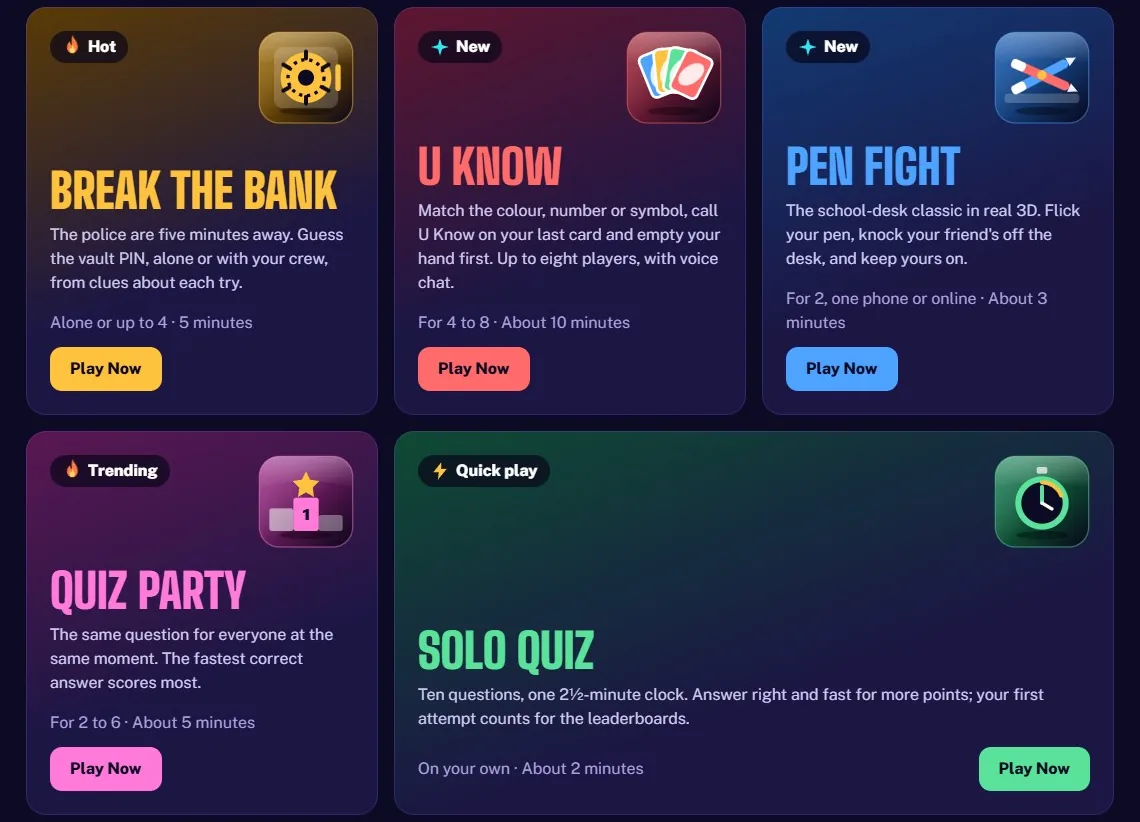 Hot
BREAK THE BANK
The police are five minutes away. Guess
the vault PIN, alone or with your crew,
from clues about each try.
Alone or up to 4 · 5 minutes
Play Now
New
U KNOW
Match the colour, number or symbol, call
U Know on your last card and empty your
hand first. Up to eight players, with voice
chat.
For 4 to 8 · About 10 minutes
Play Now
New
PEN FIGHT
The school-desk classic in real 3D. Flick
your pen, knock your friend's off the
desk, and keep yours on.
For 2, one phone or online · About 3
minutes
Play Now
Trending
1
QUIZ PARTY
The same question for everyone at the
same moment. The fastest correct
answer scores most.
For 2 to 6 · About 5 minutes
Play Now
Quick play
SOLO QUIZ
Ten questions, one 2½-minute clock. Answer right and fast for more points; your first
attempt counts for the leaderboards.
On your own · About 2 minutes
Play Now